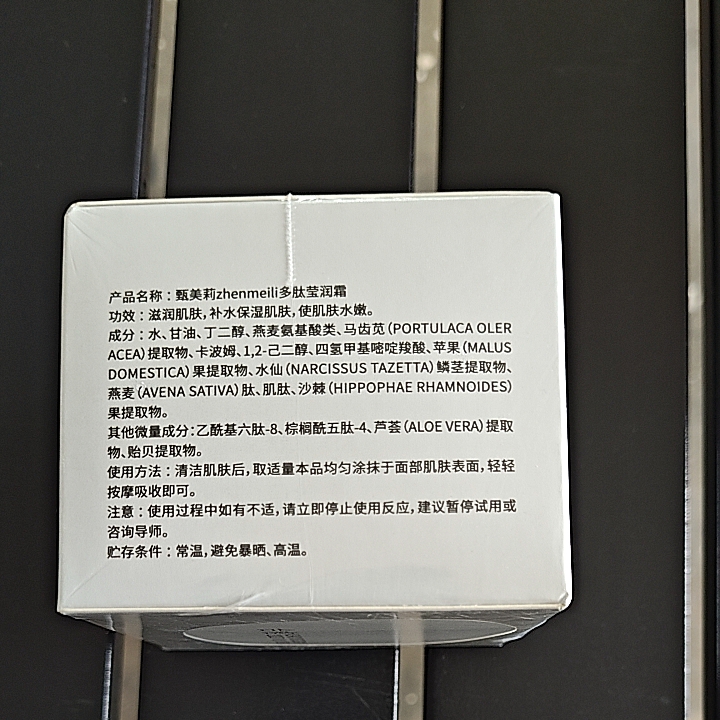 产品名称：甄美莉zhenmeili多肽莹润霜
功效：滋润肌肤,补水保湿肌肤,使肌肤水嫩。
成分：水、甘油、丁二醇、燕麦氨基酸类、马齿苋(PORTULACA OLER
ACEA)提取物、卡波姆、1,2-己二醇、四氢甲基嘧啶羧酸、苹果(MALUS
DOMESTICA)果提取物、水仙(NARCISSUS TAZETTA)鳞茎提取物、
燕麦(AVENA SATIVA)肽、肌肽、沙棘(HIPPOPHAE RHAMNOIDES)
果提取物。
其他微量成分:乙酰基六肽-8、棕榈酰五肽-4、芦荟(ALOE VERA)提取
物、贻贝提取物。
使用方法：清洁肌肤后,取适量本品均匀涂抹于面部肌肤表面,轻轻
按摩吸收即可。
注意：使用过程中如有不适,请立即停止使用反应,建议暂停试用或
咨询导师。
贮存条件：常温,避免暴晒、高温。